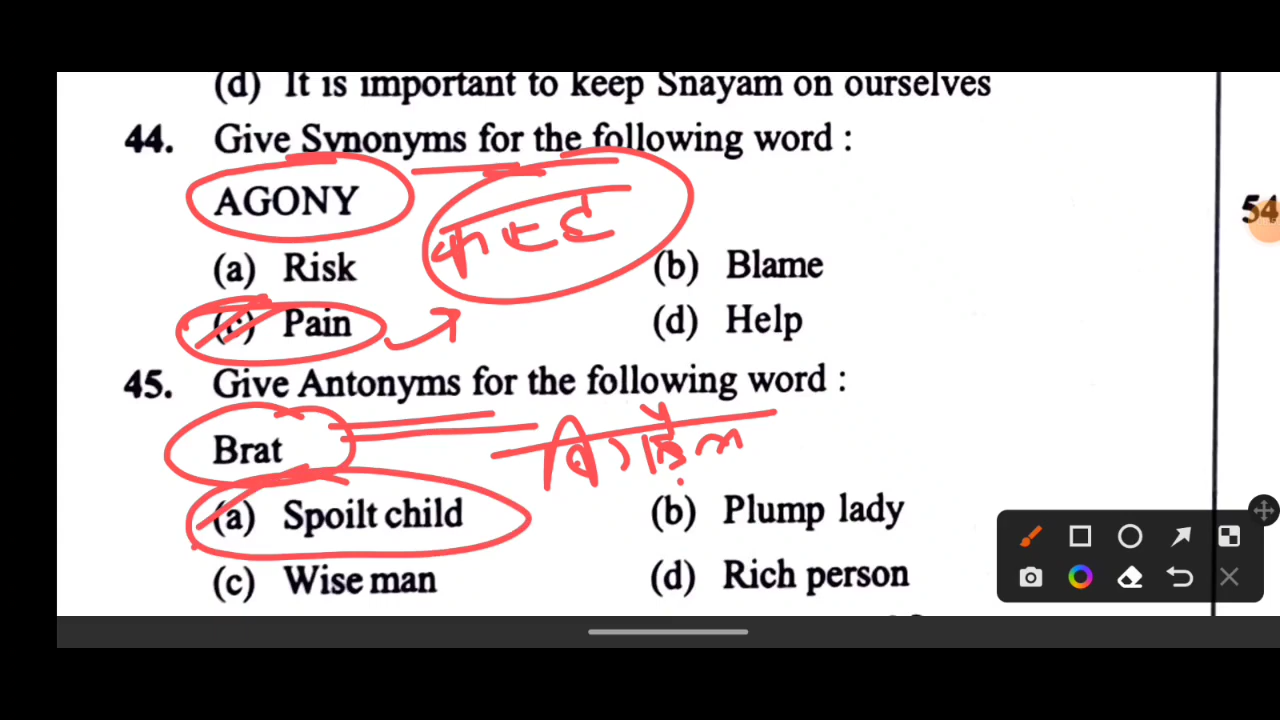 (d) It is important to keep Snayam on ourselves
44. Give Synonyms for the following word :
AGONY
(a) Risk
(b) Blame
(c) Pain
(d) Help
45. Give Antonyms for the following word :
Brat
(a) Spoilt child
(b) Plump lady
(c) Wise man
(d) Rich person
54